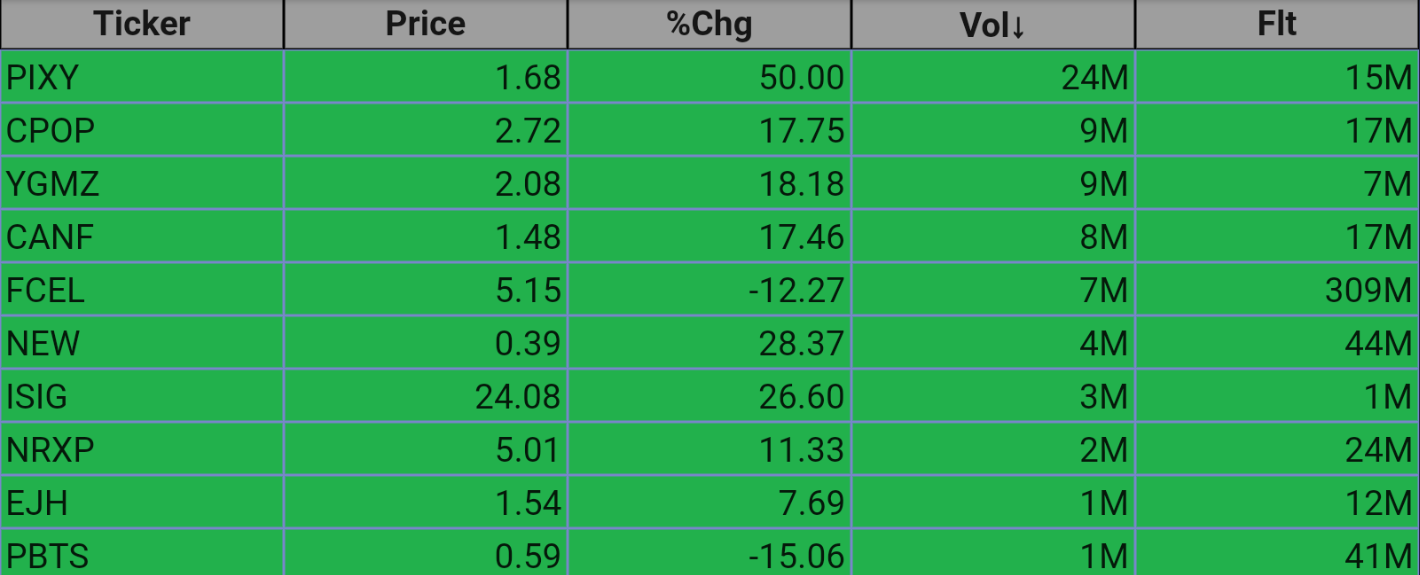 Ticker Price %Chg Vol↓ Flt
PIXY 1.68 50.00 24M 15M
CPOP 2.72 17.75 9M 17M
YGMZ 2.08 18.18 9M 7M
CANF 1.48 17.46 8M 17M
FCEL 5.15 -12.27 7M 309M
NEW 0.39 28.37 4M 44M
ISIG 24.08 26.60 3M 1M
NRXP 5.01 11.33 2M 24M
EJH 1.54 7.69 1M 12M
PBTS 0.59 -15.06 1M 41M